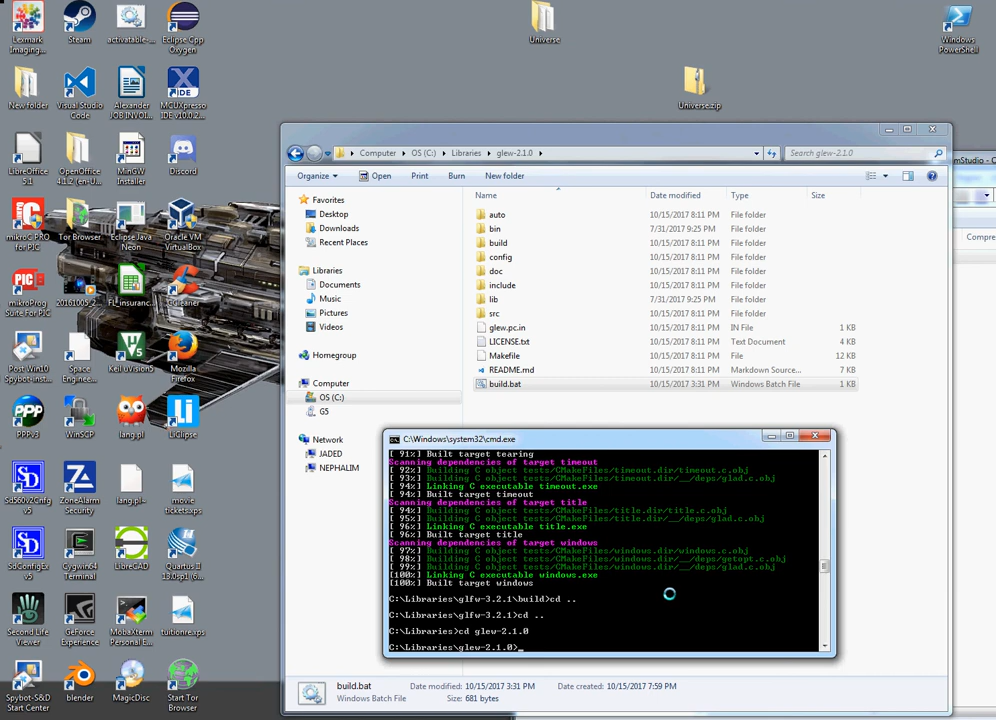 Lexmark
Imaging...
Steam
activatable-...
Eclipse Cpp
Oxygen
Universe
Windows
PowerShell
New folder
Visual Studio
Code
Alexander
JOB INVOI...
MCUXpresso
IDE v10.0.2...
IDE
Universe.zip
LibreOffice
5.1
OpenOffice
4.1.2 (en-U...
MinGW
Installer
Discord
mikroC PRO
for PIC
Tor Browser
Eclipse Java
Neon
Oracle VM
VirtualBox
PIC
mikroProg
Suite For PIC
20161005_2...
FL_insuranc...
CCleaner
Post Win10
Spybot-inst...
Space
Enginee...
Keil uVision5
Mozilla
Firefox
PPP
PPPv3
WinSCP
lang.pl
Li
LiClipse
ZoneAlarm
Security
lang.pl~
movie
tickets.xps
Cygwin64
Terminal
LibreCAD
Quartus II
13.0sp1 (6...
Second Life
Viewer
GeForce
Experience
MobaXterm
Personal E...
tuitionre.xps
Spybot-S&D
Start Center
blender
MagicDisc
Start Tor
Browser
Computer OS (C:) Libraries glew-2.1.0
Search glew-2.1.0
Organize Open Print Burn New folder
Favorites
Desktop
Downloads
Recent Places
Libraries
Documents
Music
Pictures
Videos
Homegroup
Computer
OS (C:)
G5
Network
JADED
NEPHALIM
Name Date modified Type Size
auto 10/15/2017 8:11 PM File folder
bin 7/31/2017 9:25 PM File folder
build 10/15/2017 8:11 PM File folder
config 10/15/2017 8:11 PM File folder
doc 10/15/2017 8:11 PM File folder
include 10/15/2017 8:11 PM File folder
lib 7/31/2017 9:25 PM File folder
src 10/15/2017 8:11 PM File folder
glew.pc.in 10/15/2017 8:11 PM IN File 1 KB
LICENSE.txt 10/15/2017 8:11 PM Text Document 4 KB
Makefile 10/15/2017 8:11 PM File 12 KB
README.md 10/15/2017 8:11 PM Markdown Source... 7 KB
build.bat 10/15/2017 3:31 PM Windows Batch File 1 KB
mStudio - C
Compre
C:\Windows\system32\cmd.exe
[ 91%] Built target tearing
Scanning dependencies of target timeout
[ 92%] Building C object tests/CMakeFiles/timeout.dir/timeout.c.obj
[ 93%] Building C object tests/CMakeFiles/timeout.dir/__/deps/glad.c.obj
[ 94%] Linking C executable timeout.exe
[ 94%] Built target timeout
Scanning dependencies of target title
[ 94%] Building C object tests/CMakeFiles/title.dir/title.c.obj
[ 95%] Building C object tests/CMakeFiles/title.dir/__/deps/glad.c.obj
[ 96%] Linking C executable title.exe
[ 96%] Built target title
Scanning dependencies of target windows
[ 97%] Building C object tests/CMakeFiles/windows.dir/windows.c.obj
[ 98%] Building C object tests/CMakeFiles/windows.dir/__/deps/getopt.c.obj
[ 99%] Building C object tests/CMakeFiles/windows.dir/__/deps/glad.c.obj
[100%] Linking C executable windows.exe
[100%] Built target windows
C:\Libraries\glfw-3.2.1\build>cd ..
C:\Libraries\glfw-3.2.1>cd ..
C:\Libraries>cd glew-2.1.0
C:\Libraries\glew-2.1.0>_
build.bat Date modified: 10/15/2017 3:31 PM Date created: 10/15/2017 7:59 PM
Windows Batch File Size: 681 bytes